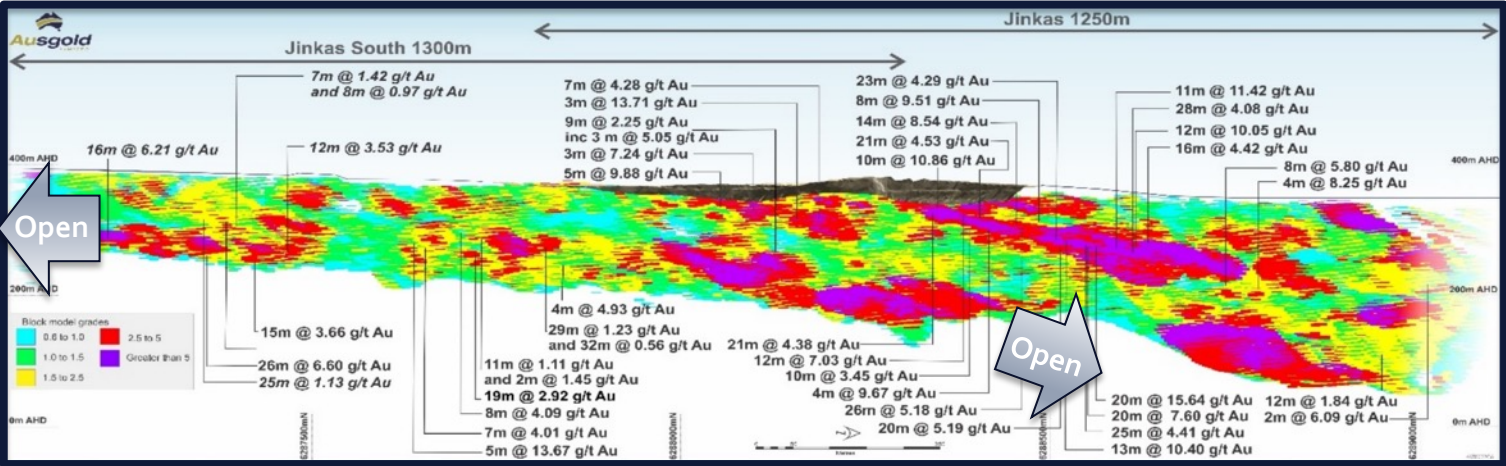 Ausgold
Jinkas 1250m
Jinkas South 1300m
7m @ 1.42 g/t Au
and 8m @ 0.97 g/t Au
16m @ 6.21 g/t Au
12m @ 3.53 g/t Au
7m @ 4.28 g/t Au
3m @ 13.71 g/t Au
9m @ 2.25 g/t Au
inc 3 m @ 5.05 g/t Au
3m @ 7.24 g/t Au
5m @ 9.88 g/t Au
23m @ 4.29 g/t Au
8m @ 9.51 g/t Au
14m @ 8.54 g/t Au
21m @ 4.53 g/t Au
10m @ 10.86 g/t Au
11m @ 11.42 g/t Au
28m @ 4.08 g/t Au
12m @ 10.05 g/t Au
16m @ 4.42 g/t Au
8m @ 5.80 g/t Au
4m @ 8.25 g/t Au
400m AHD
400m AHD
Open
200m AHD
200m AHD
Block model grades
0.6 to 1.0
2.5 to 5
1.0 to 1.5
Greater than 5
1.5 to 2.5
15m @ 3.66 g/t Au
26m @ 6.60 g/t Au
25m @ 1.13 g/t Au
4m @ 4.93 g/t Au
29m @ 1.23 g/t Au
and 32m @ 0.56 g/t Au
11m @ 1.11 g/t Au
and 2m @ 1.45 g/t Au
19m @ 2.92 g/t Au
8m @ 4.09 g/t Au
7m @ 4.01 g/t Au
5m @ 13.67 g/t Au
21m @ 4.38 g/t Au
12m @ 7.03 g/t Au
10m @ 3.45 g/t Au
4m @ 9.67 g/t Au
26m @ 5.18 g/t Au
20m @ 5.19 g/t Au
Open
20m @ 15.64 g/t Au
20m @ 7.60 g/t Au
25m @ 4.41 g/t Au
13m @ 10.40 g/t Au
12m @ 1.84 g/t Au
2m @ 6.09 g/t Au
0m AHD
0m AHD
6287500mN
6288000mN
6288500mN
6289000mN